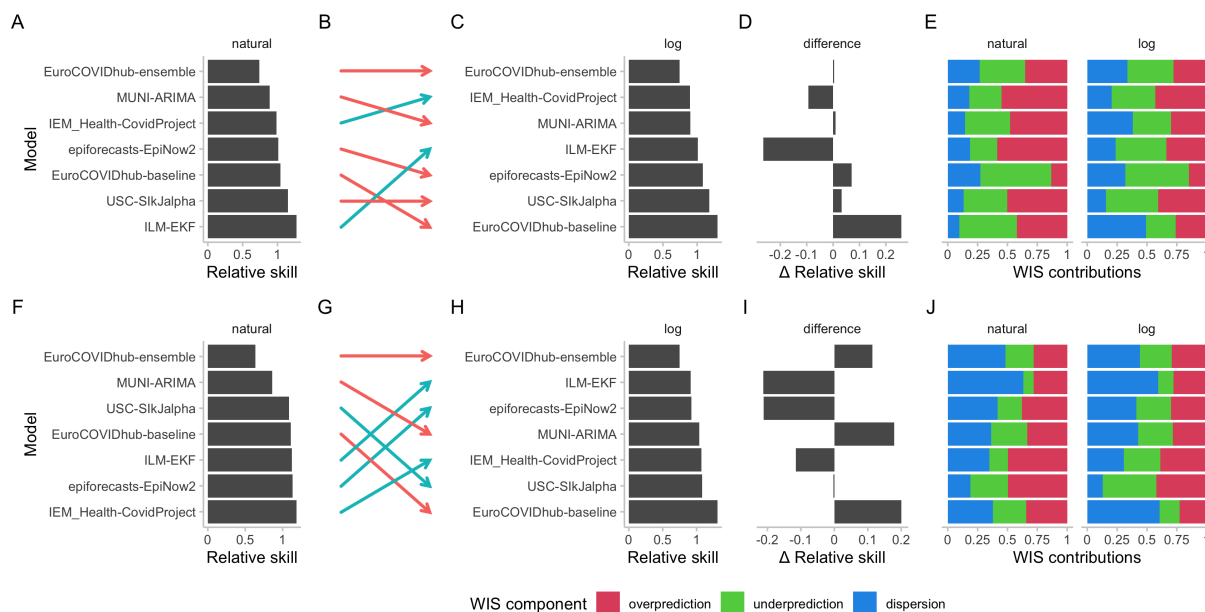 A B C D E
natural log difference natural log
EuroCOVIDhub-ensemble EuroCOVIDhub-ensemble
MUNI-ARIMA IEM_Health-CovidProject
IEM_Health-CovidProject MUNI-ARIMA
epiforecasts-EpiNow2 ILM-EKF
EuroCOVIDhub-baseline epiforecasts-EpiNow2
USC-SIkJalpha USC-SIkJalpha
ILM-EKF EuroCOVIDhub-baseline
Model
0 0.5 1 0 0.5 1 -0.2 -0.1 0 0.1 0.2 0 0.25 0.5 0.75 1 0 0.25 0.5 0.75 1
Relative skill Relative skill Δ Relative skill WIS contributions
F G H I J
natural log difference natural log
EuroCOVIDhub-ensemble EuroCOVIDhub-ensemble
MUNI-ARIMA ILM-EKF
USC-SIkJalpha epiforecasts-EpiNow2
EuroCOVIDhub-baseline MUNI-ARIMA
ILM-EKF IEM_Health-CovidProject
epiforecasts-EpiNow2 USC-SIkJalpha
IEM_Health-CovidProject EuroCOVIDhub-baseline
Model
0 0.5 1 0 0.5 1 -0.2 -0.1 0 0.1 0.2 0 0.25 0.5 0.75 1 0 0.25 0.5 0.75 1
Relative skill Relative skill Δ Relative skill WIS contributions
WIS component overprediction underprediction dispersion